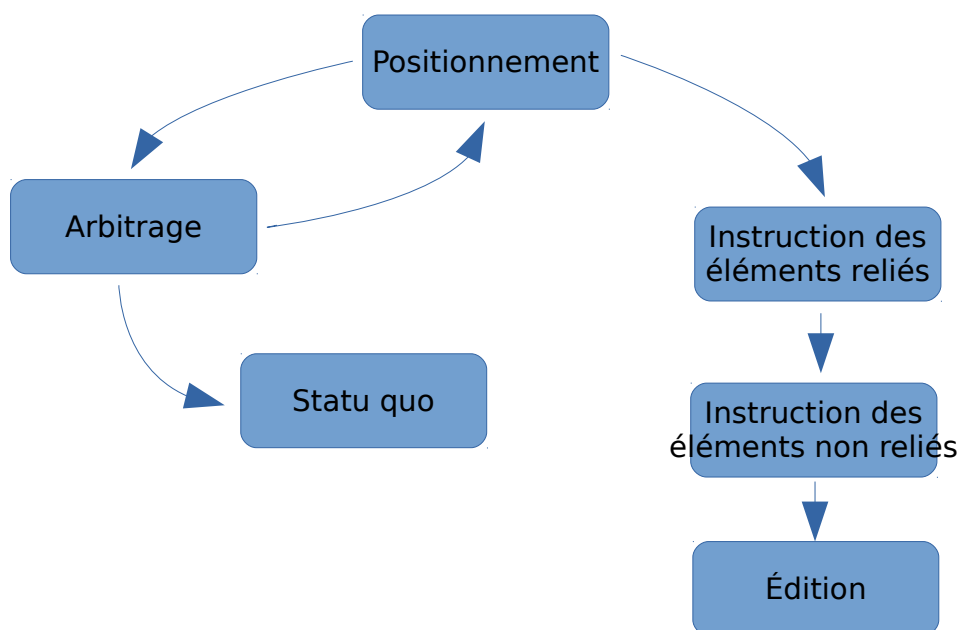 Positionnement
Arbitrage
Instruction des
éléments reliés
Statu quo
Instruction des
éléments non reliés
Édition